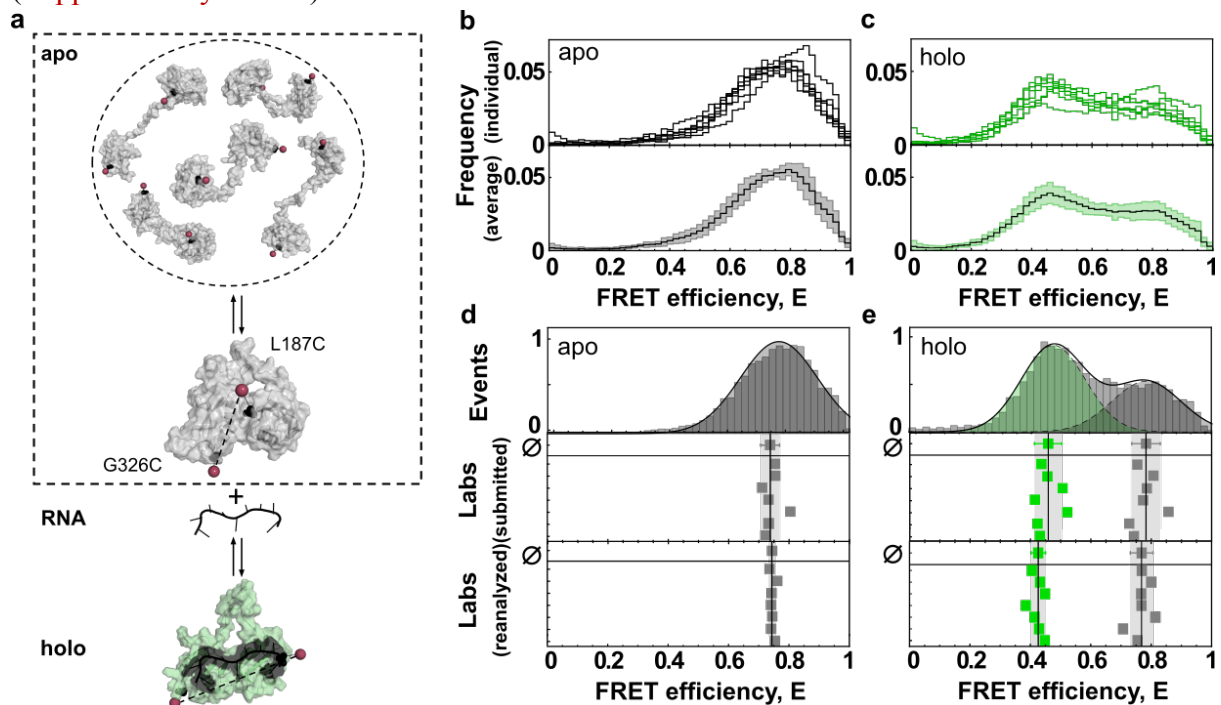 a
apo
L187C
G326C
+
RNA
holo
b
c
apo
holo
Frequency
(individual)
(average)
0.05
0
0.05
0
0.05
0
0.05
0
0 0.2 0.4 0.6 0.8 1
0 0.2 0.4 0.6 0.8 1
FRET efficiency, E
FRET efficiency, E
d
e
apo
holo
Events
1
0
1
0
Labs
(submitted)
Ø
Ø
Labs
(reanalyzed)
Ø
Ø
0 0.2 0.4 0.6 0.8 1
0 0.2 0.4 0.6 0.8 1
FRET efficiency, E
FRET efficiency, E